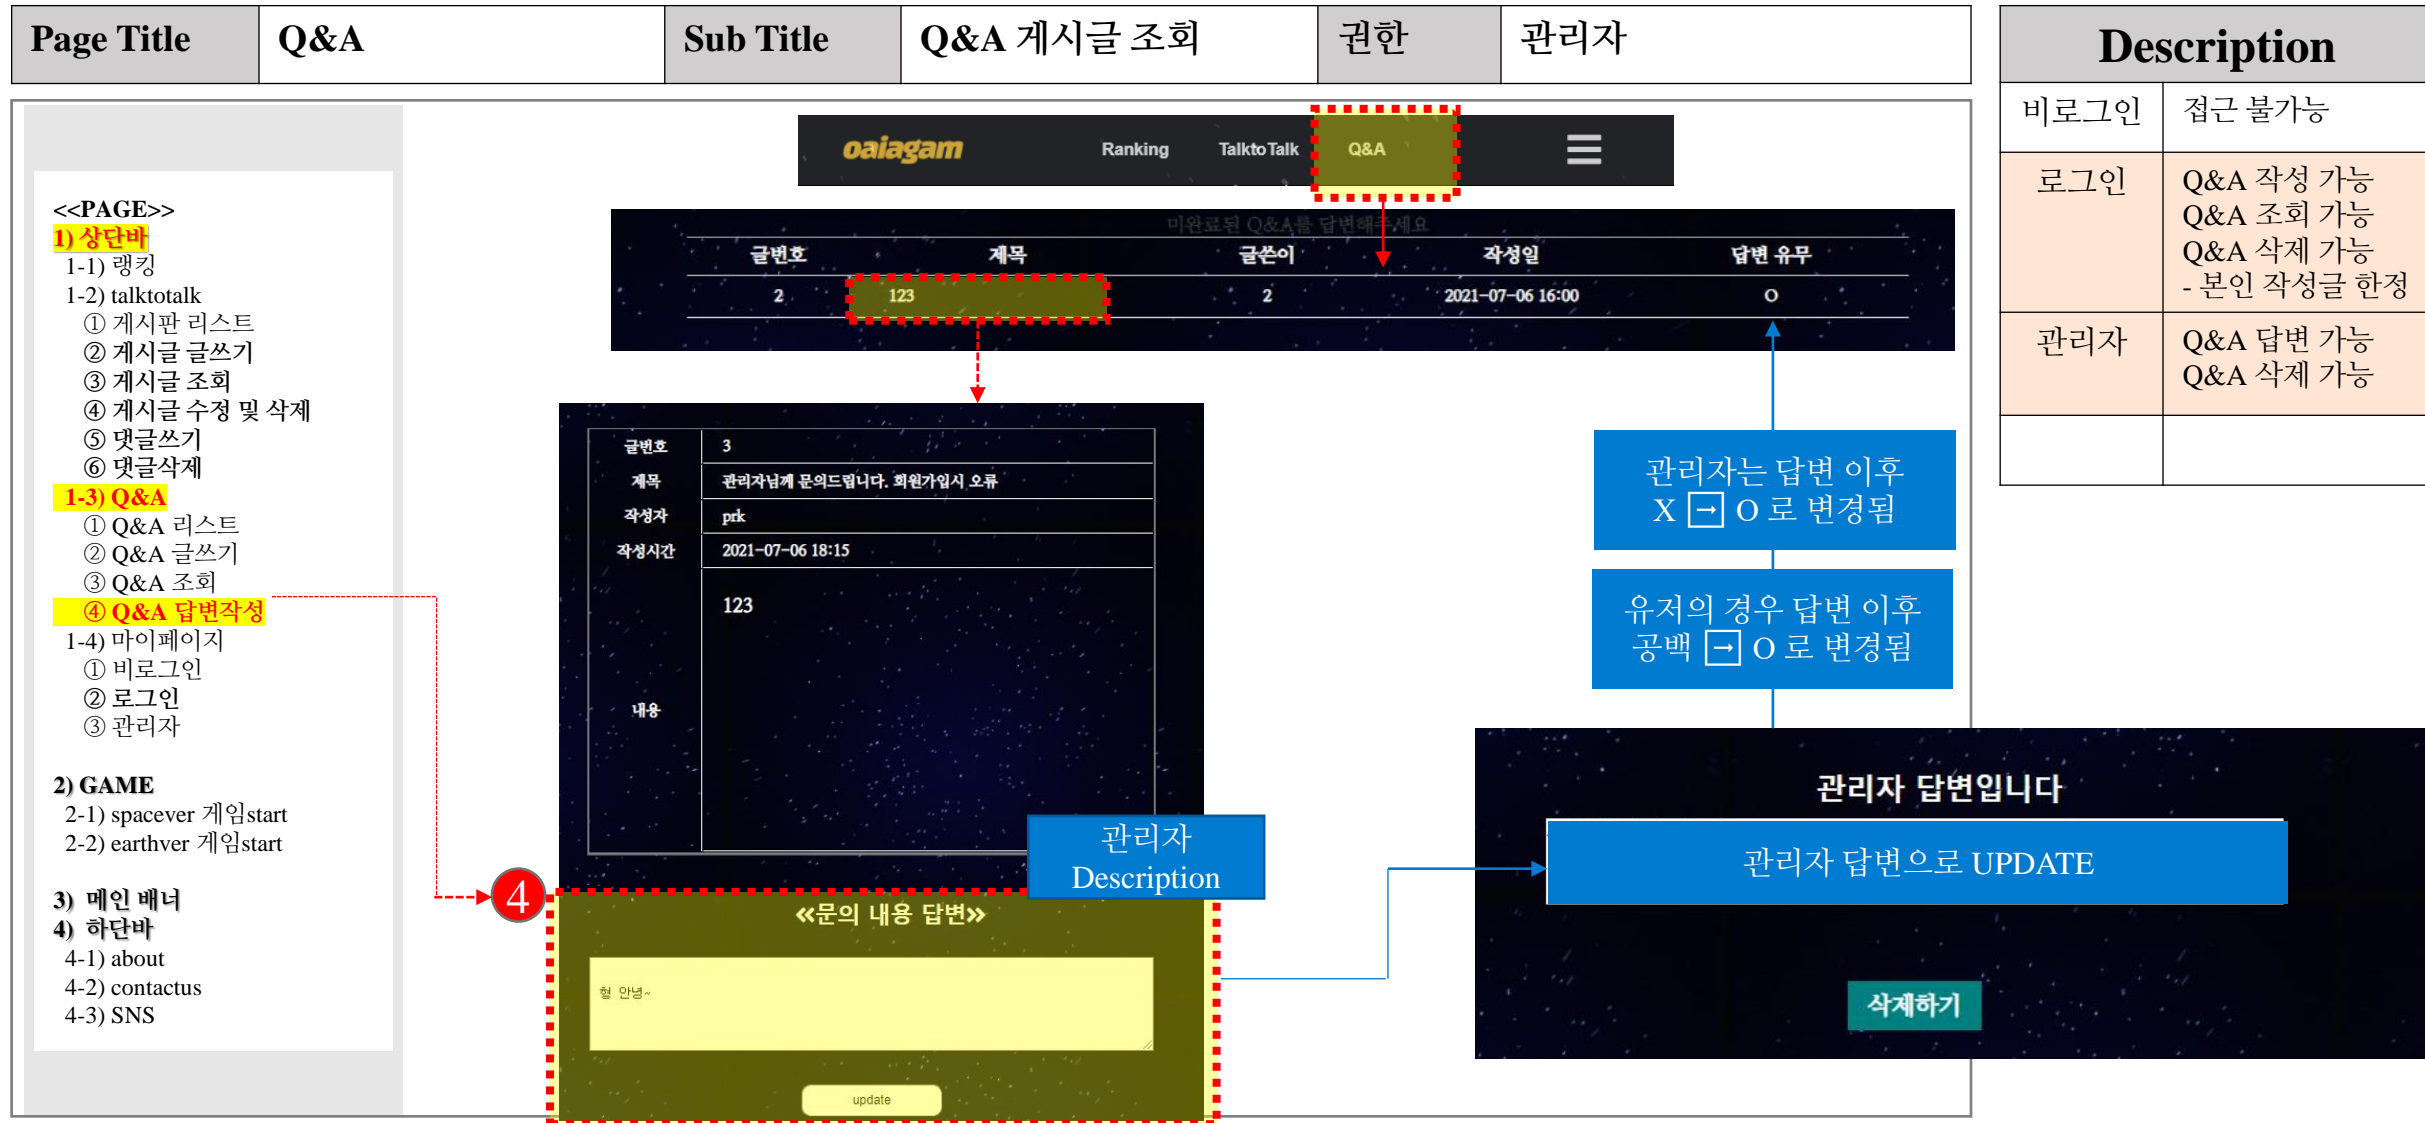 Page Title
Q&A
Sub Title
Q&A 게시글 조회
권한
관리자
Description
비로그인
접근 불가능
로그인
Q&A 작성 가능
Q&A 조회 가능
Q&A 삭제 가능
- 본인 작성글 한정
관리자
Q&A 답변 가능
Q&A 삭제 가능
<<PAGE>>
1) 상단바
1-1) 랭킹
1-2) talktotalk
① 게시판 리스트
② 게시글 글쓰기
③ 게시글 조회
④ 게시글 수정 및 삭제
⑤ 댓글쓰기
⑥ 댓글삭제
1-3) Q&A
① Q&A 리스트
② Q&A 글쓰기
③ Q&A 조회
④ Q&A 답변작성
1-4) 마이페이지
① 비로그인
② 로그인
③ 관리자
2) GAME
2-1) spacever 게임start
2-2) earthver 게임start
3) 메인 배너
4) 하단바
4-1) about
4-2) contactus
4-3) SNS
oaiagam
Ranking
TalktoTalk
Q&A
미완료된 Q&A를 답변해주세요
글번호 제목 글쓴이 작성일 답변 유무
2 123 2 2021-07-06 16:00 O
글번호 3
제목 관리자님께 문의드립니다. 회원가입시 오류
작성자 prk
작성시간 2021-07-06 18:15
내용 123
관리자
Description
4
«문의 내용 답변»
형 안녕~
update
관리자는 답변 이후
X → O 로 변경됨
유저의 경우 답변 이후
공백 → O 로 변경됨
관리자 답변입니다
관리자 답변으로 UPDATE
삭제하기